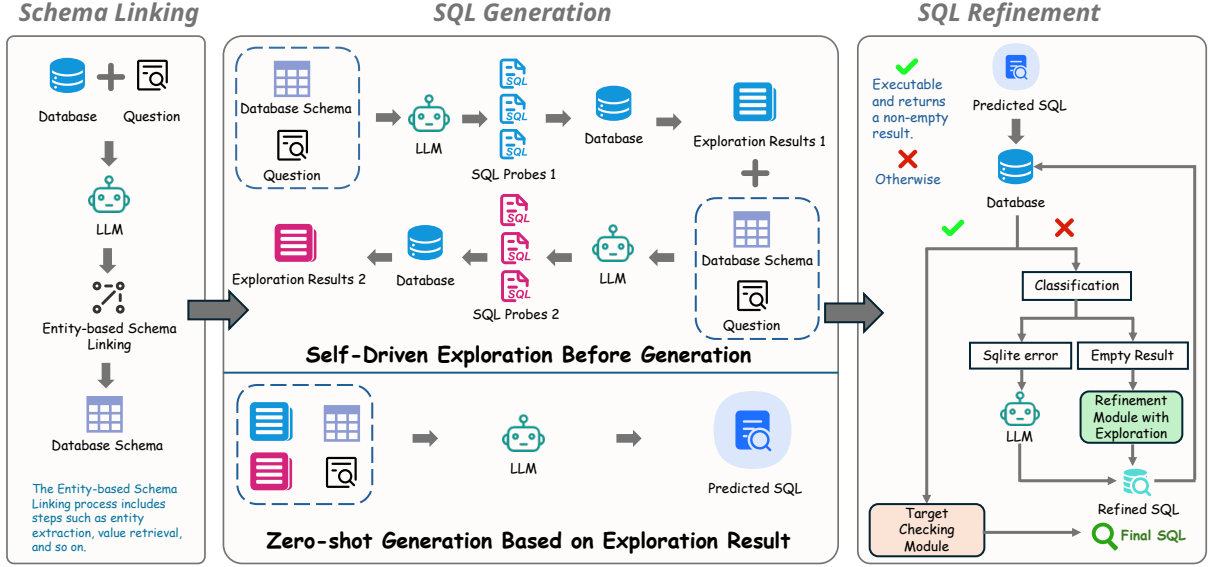 Schema Linking
SQL Generation
SQL Refinement
Database
Question
LLM
Entity-based Schema
Linking
Database Schema
The Entity-based Schema
Linking process includes
steps such as entity
extraction, value retrieval,
and so on.
Database Schema
Question
LLM
SQL
SQL
SQL
SQL Probes 1
Database
Exploration Results 1
Database Schema
Question
LLM
SQL
SQL
SQL
SQL Probes 2
Database
Exploration Results 2
Self-Driven Exploration Before Generation
LLM
Predicted SQL
Zero-shot Generation Based on Exploration Result
Executable
and returns
a non-empty
result.
Otherwise
Predicted SQL
Database
Classification
Sqlite error
Empty Result
LLM
Refinement
Module with
Exploration
Refined SQL
Target
Checking
Module
Final SQL